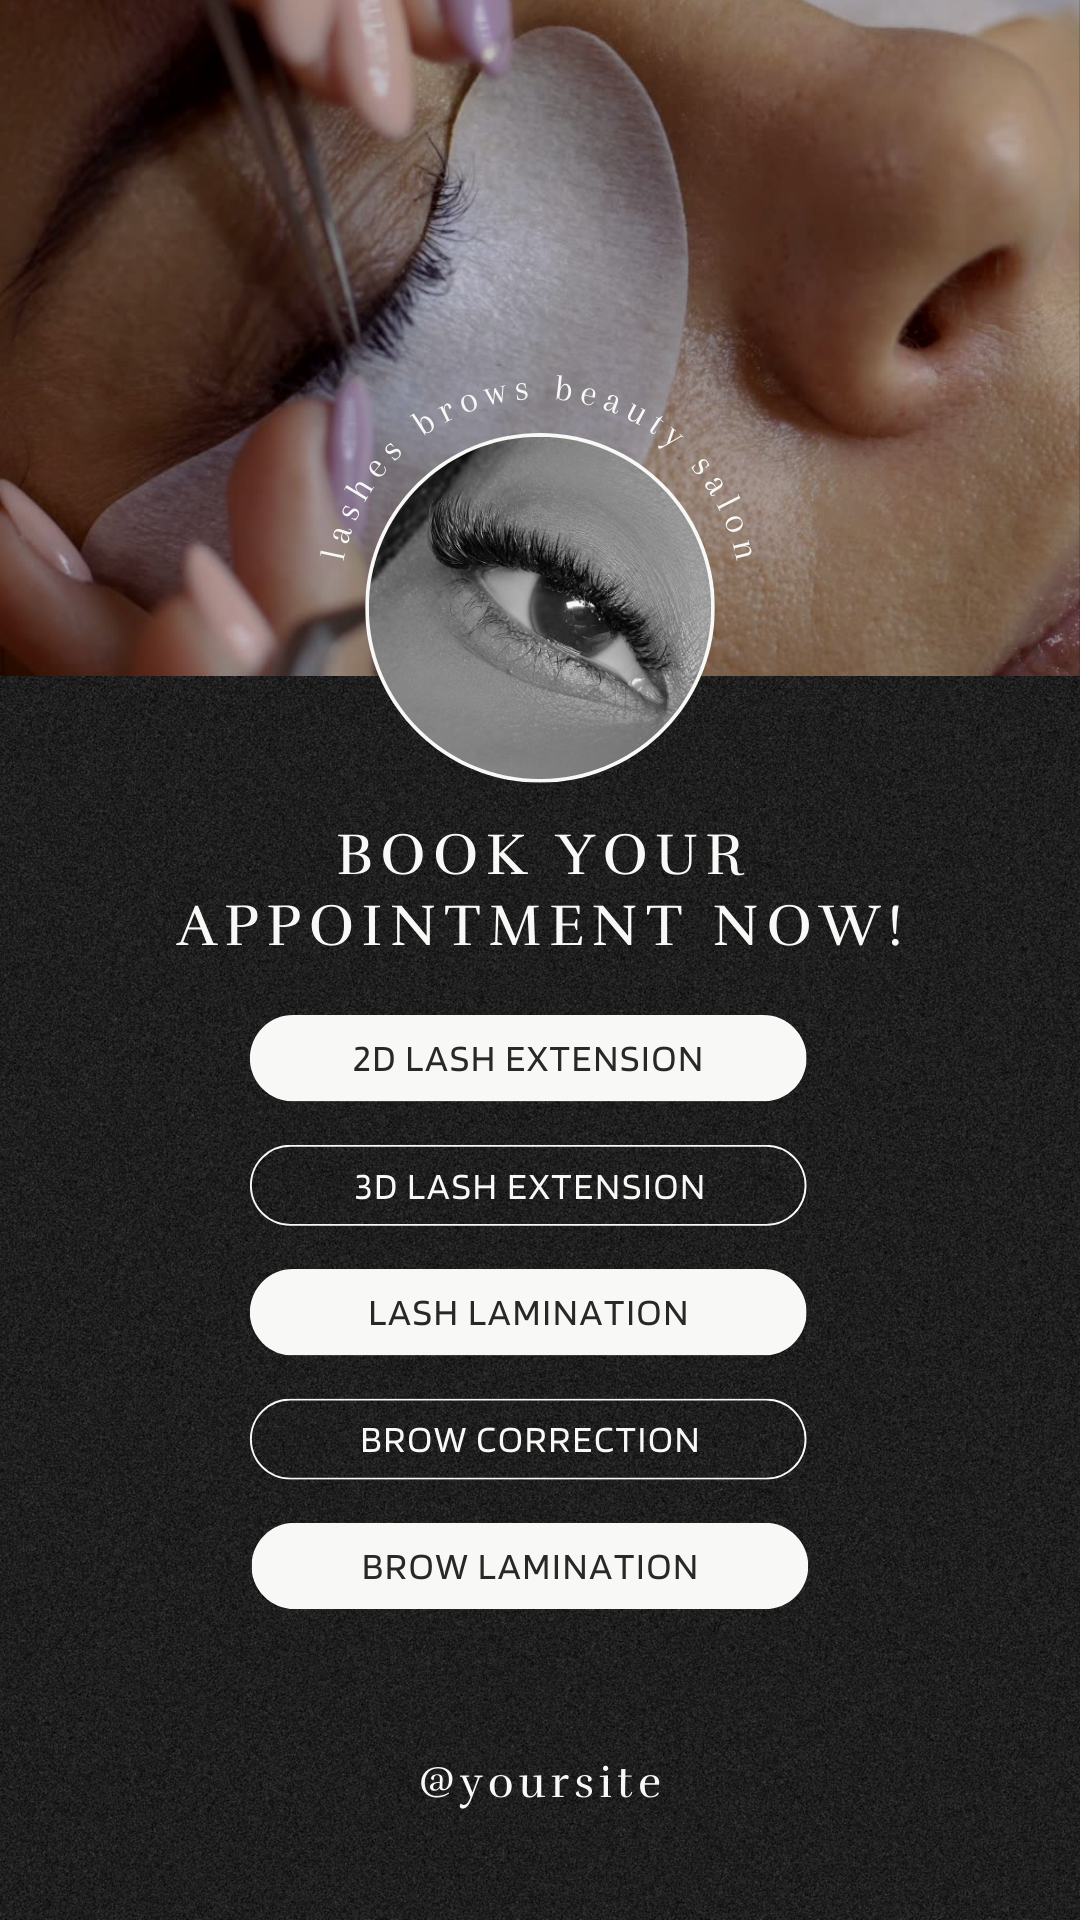 lashes brows beauty salon
BOOK YOUR
APPOINTMENT NOW!
2D LASH EXTENSION
3D LASH EXTENSION
LASH LAMINATION
BROW CORRECTION
BROW LAMINATION
@yoursite